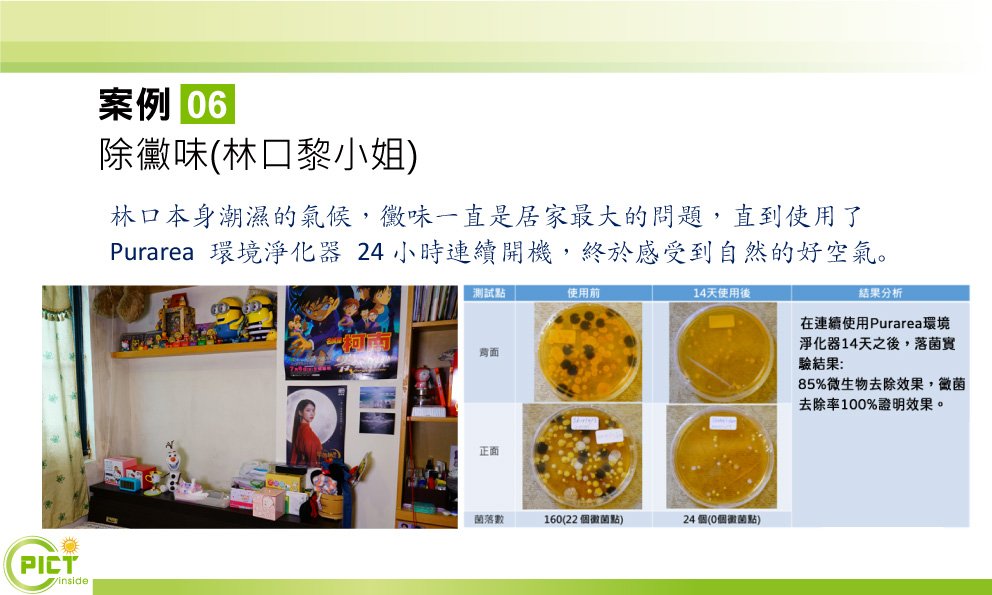 案例 06
除黴味(林口黎小姐)
林口本身潮濕的氣候，黴味一直是居家最大的問題，直到使用了
Purarea 環境淨化器 24 小時連續開機，終於感受到自然的好空氣。
柯南
測試點 使用前 14天使用後 結果分析
背面
在連續使用Purarea環境
淨化器14天之後，落菌實
驗結果:
85%微生物去除效果，黴菌
去除率100%證明效果。
正面
菌落數 160(22個黴菌點) 24個(0個黴菌點)
PICT
inside